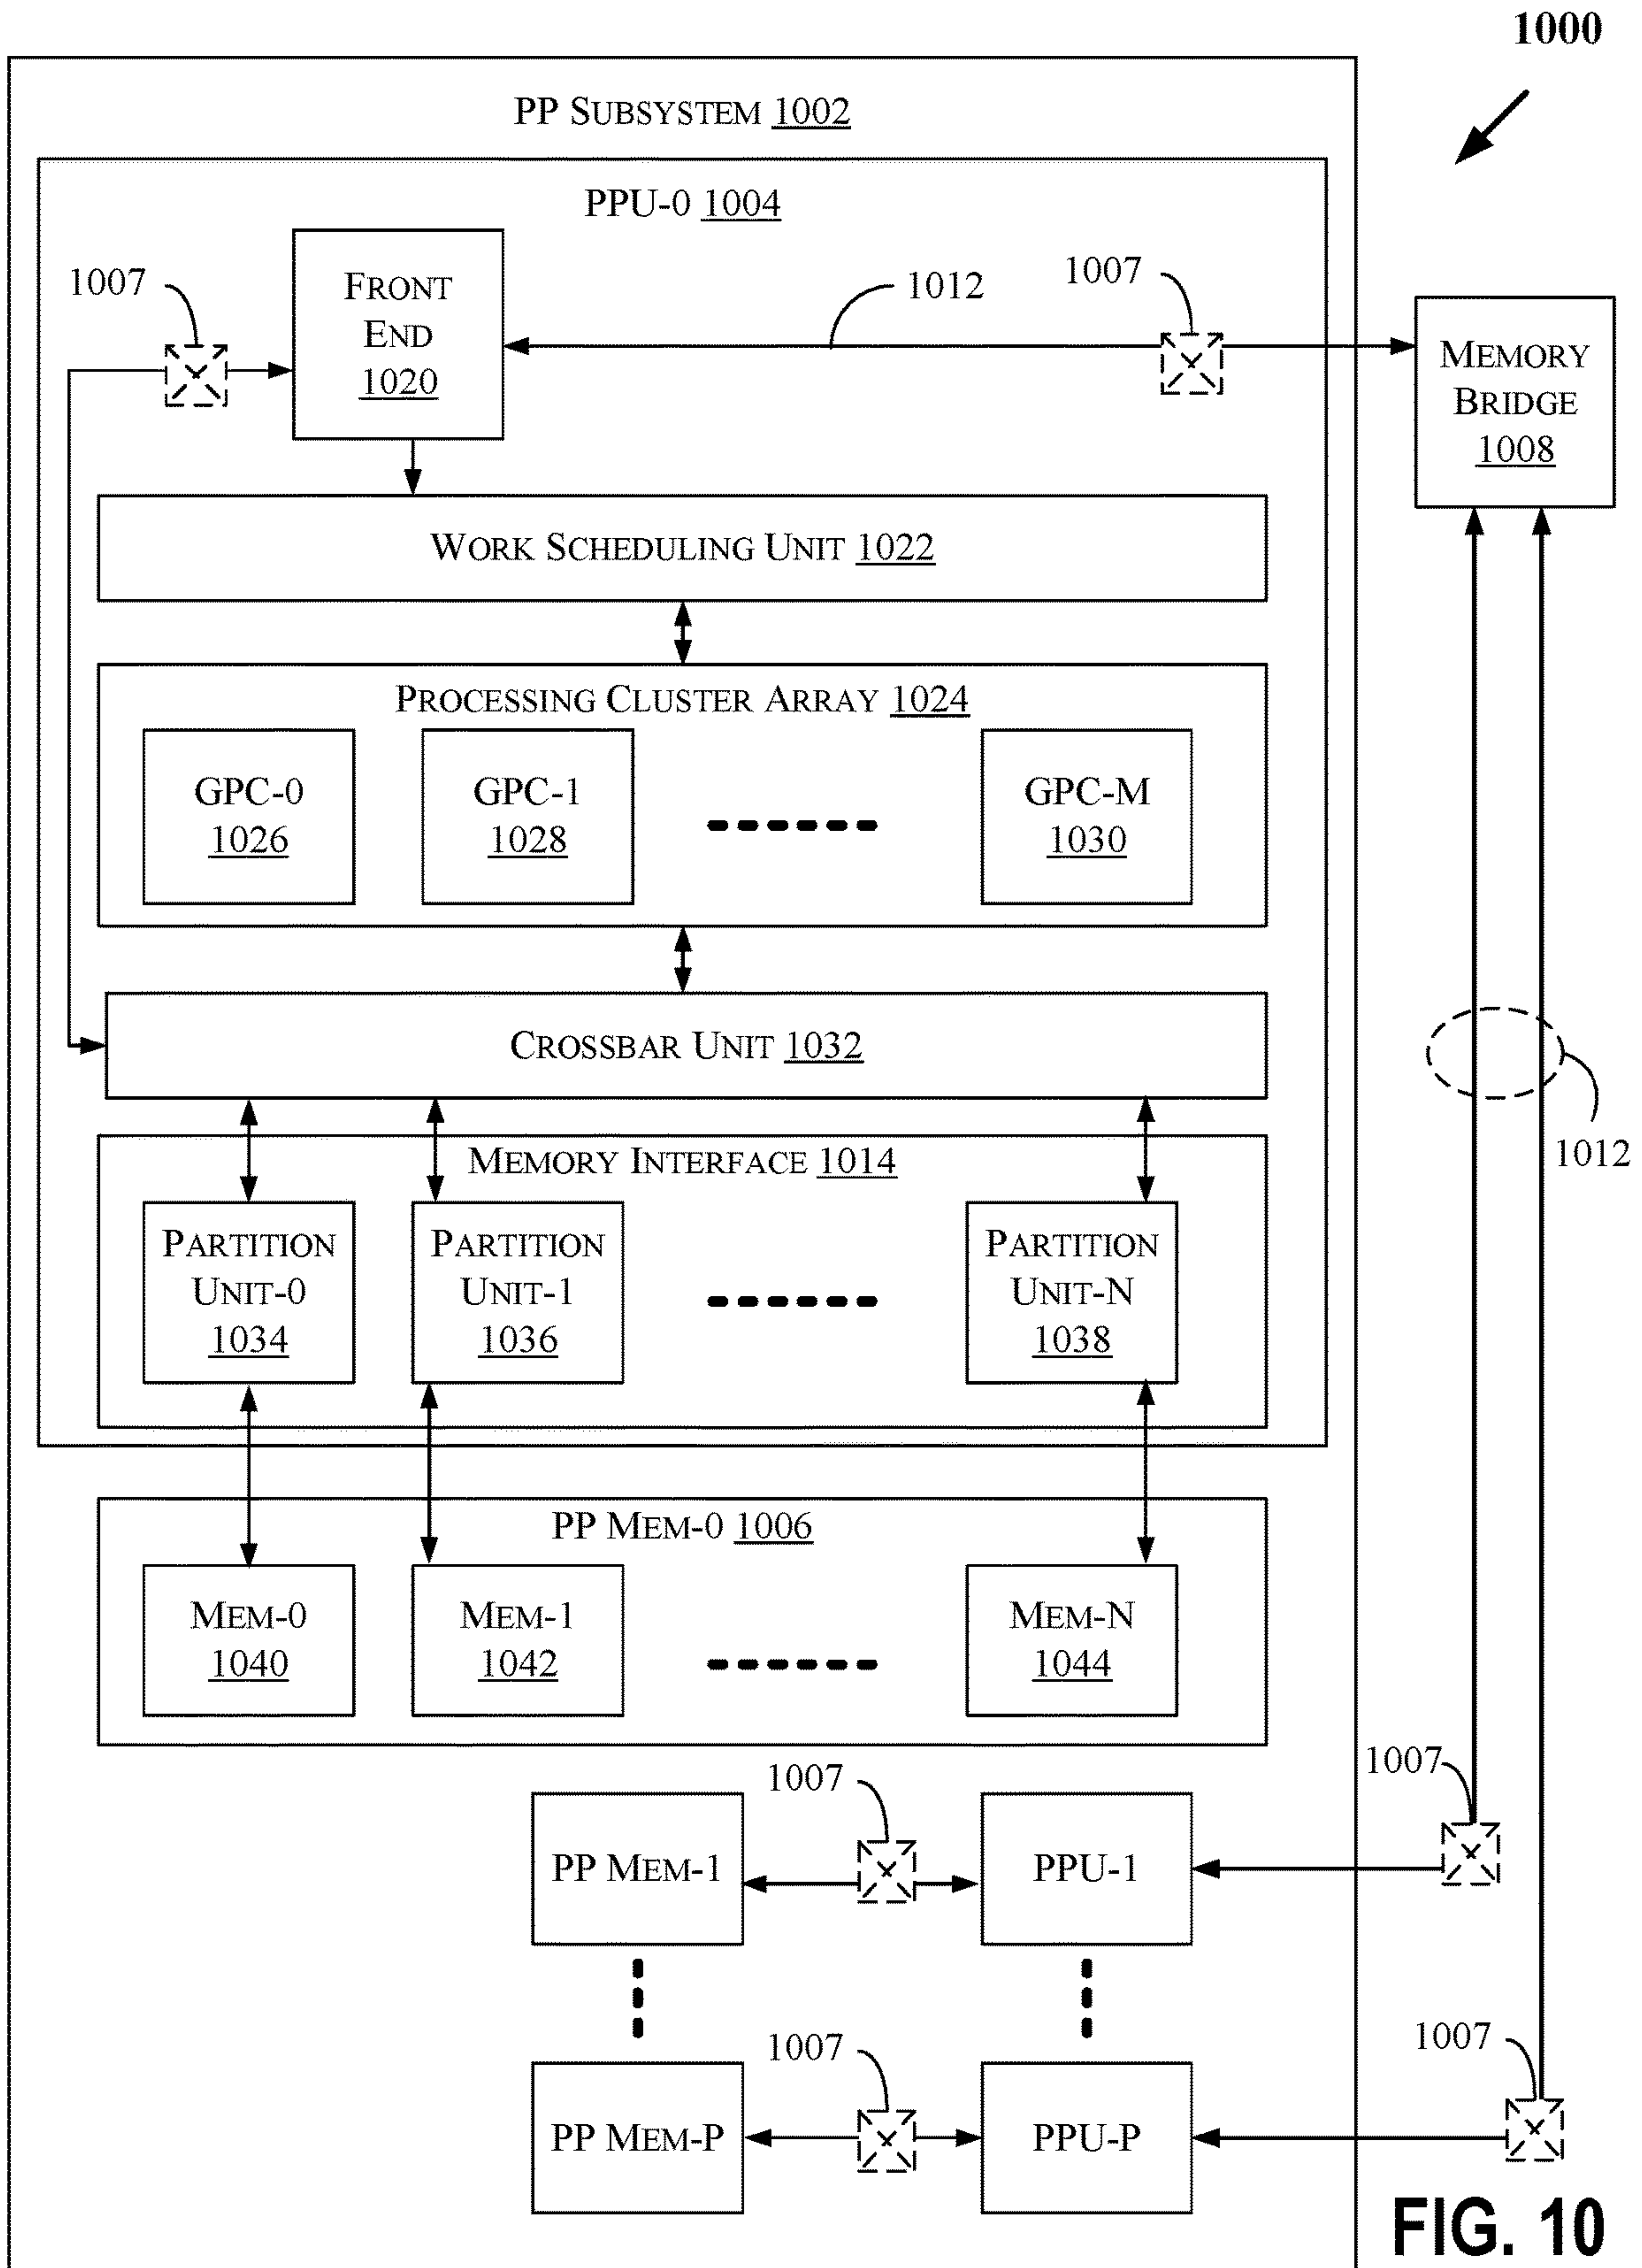 1000
PP SUBSYSTEM 1002
PPU-0 1004
1007
FRONT
END
1020
1012
1007
MEMORY
BRIDGE
1008
WORK SCHEDULING UNIT 1022
PROCESSING CLUSTER ARRAY 1024
GPC-0
1026
GPC-1
1028
GPC-M
1030
CROSSBAR UNIT 1032
1012
MEMORY INTERFACE 1014
PARTITION
UNIT-0
1034
PARTITION
UNIT-1
1036
PARTITION
UNIT-N
1038
PP MEM-0 1006
MEM-0
1040
MEM-1
1042
MEM-N
1044
1007
1007
PP MEM-1
PPU-1
1007
1007
PP MEM-P
PPU-P
FIG. 10